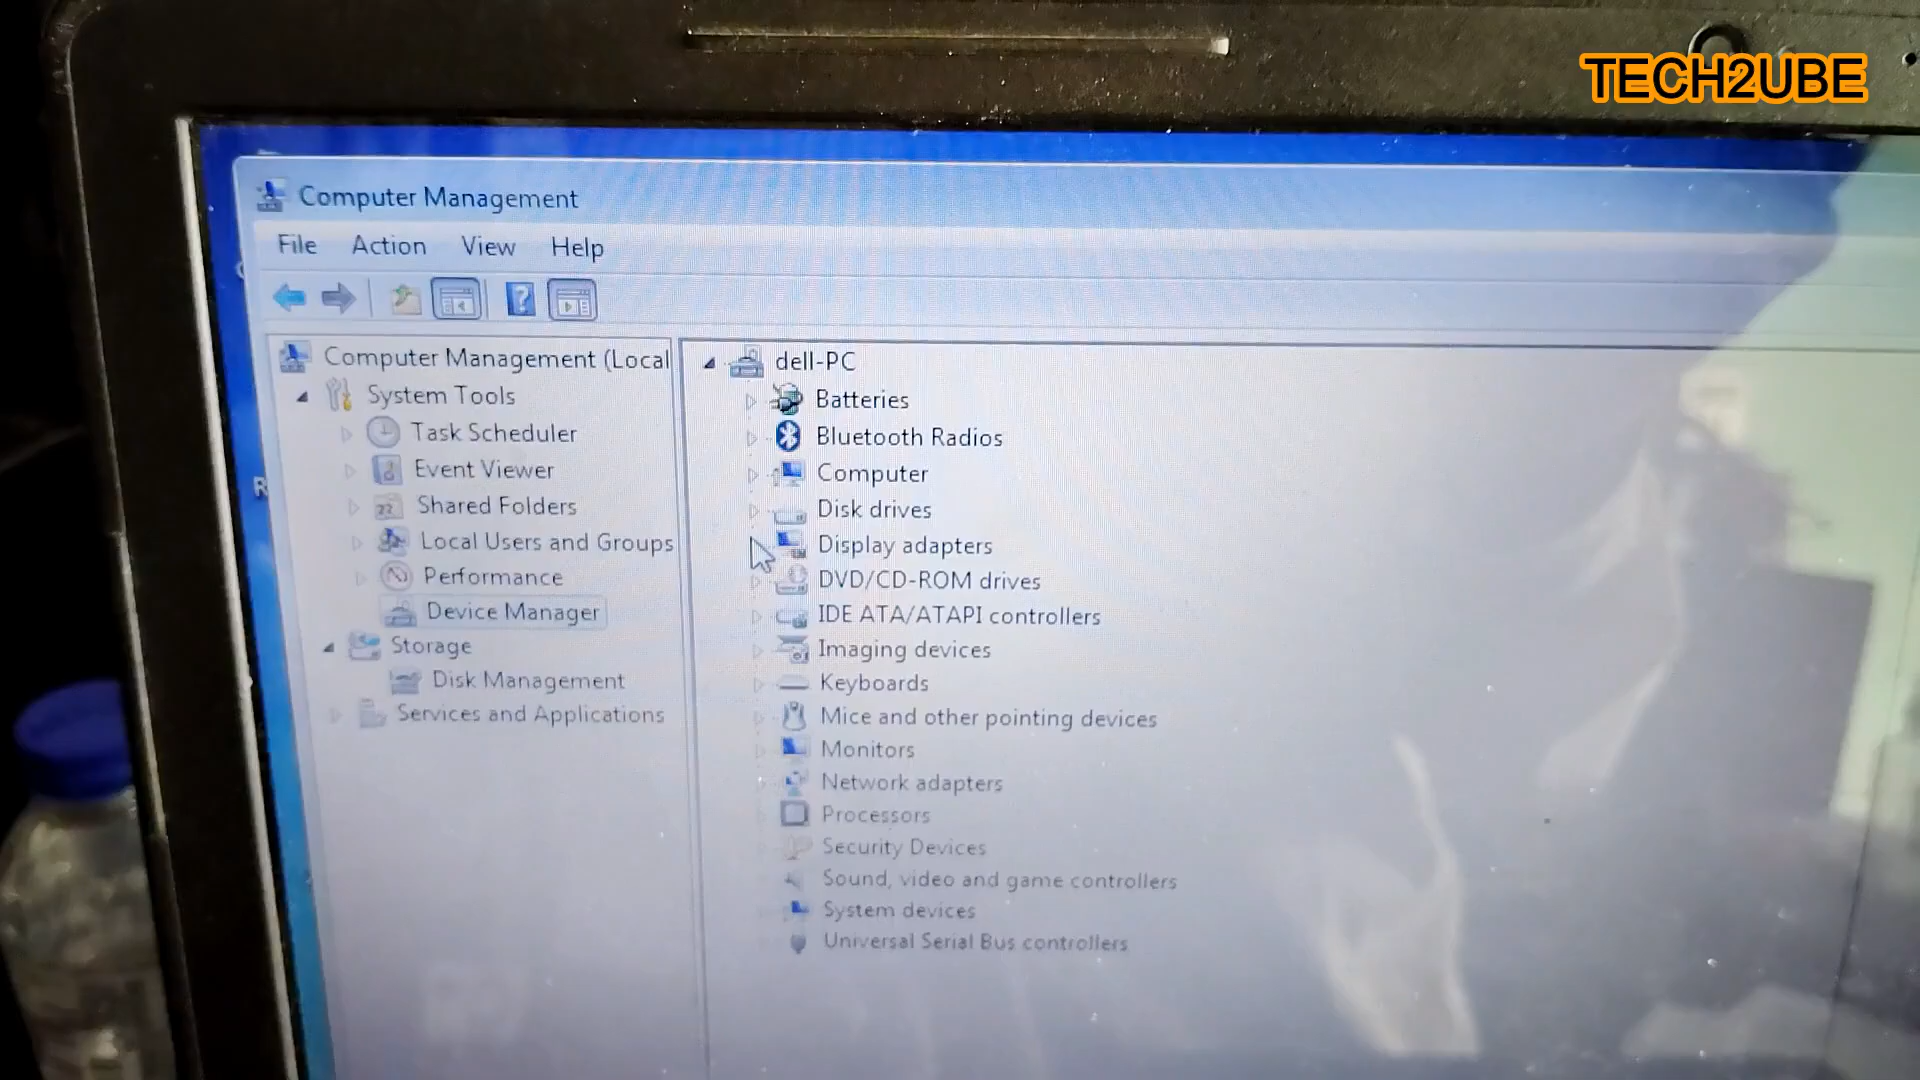 TECH2UBE
Computer Management
File Action View Help
Computer Management (Local
System Tools
Task Scheduler
Event Viewer
Shared Folders
Local Users and Groups
Performance
Device Manager
Storage
Disk Management
Services and Applications
dell-PC
Batteries
Bluetooth Radios
Computer
Disk drives
Display adapters
DVD/CD-ROM drives
IDE ATA/ATAPI controllers
Imaging devices
Keyboards
Mice and other pointing devices
Monitors
Network adapters
Processors
Security Devices
Sound, video and game controllers
System devices
Universal Serial Bus controllers